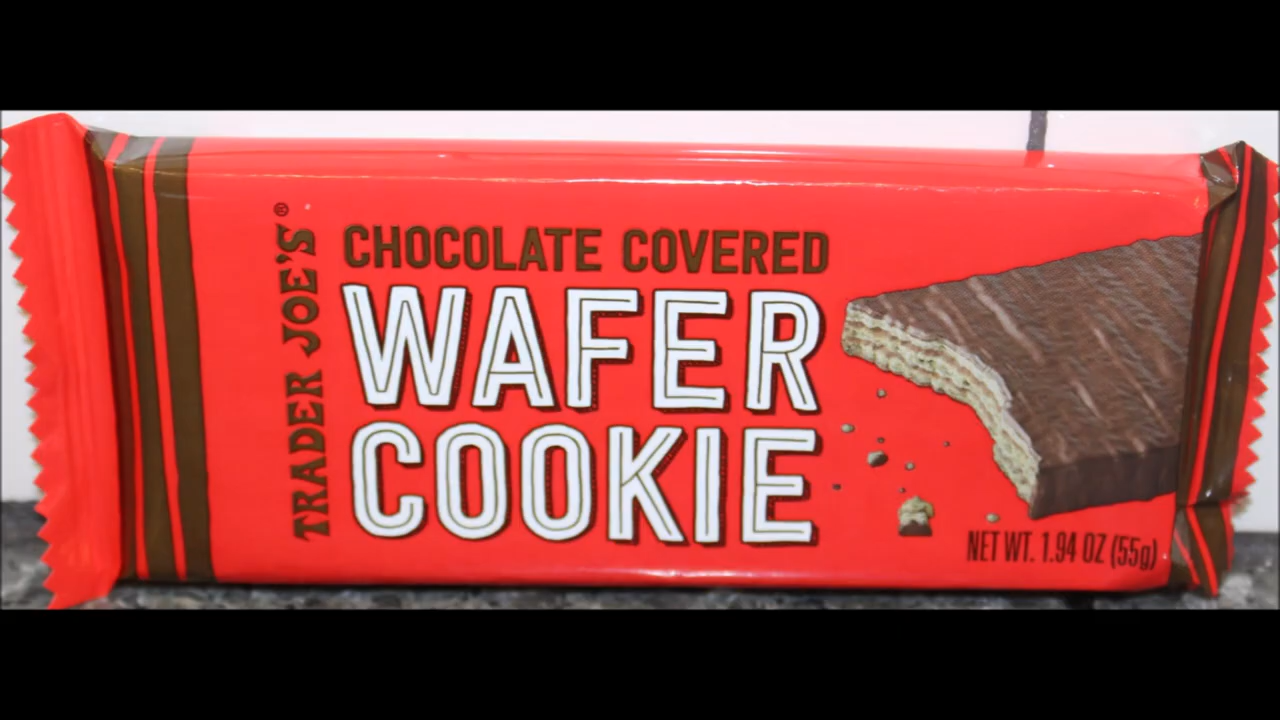 TRADER JOE'S®
CHOCOLATE COVERED
WAFER
COOKIE
NET WT. 1.94 OZ (55g)